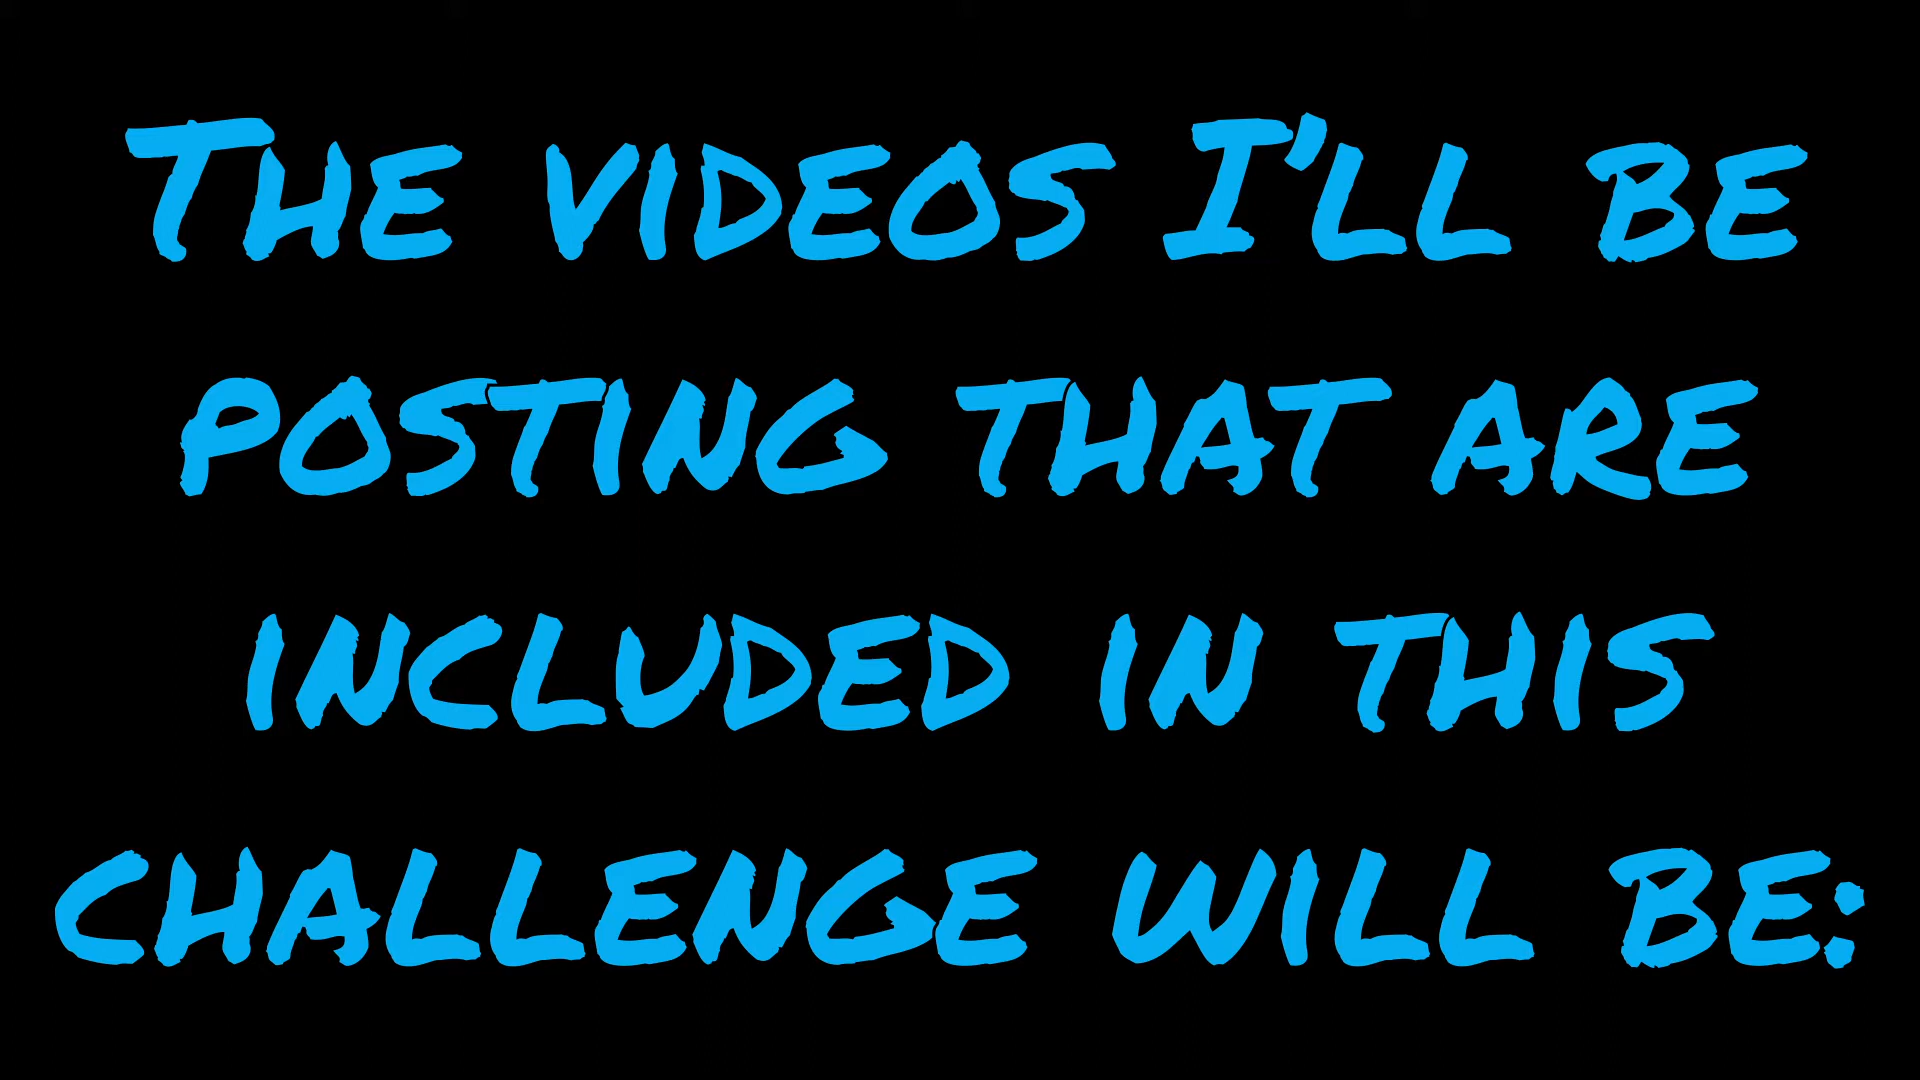 The videos I'll be
posting that are
included in this
challenge will be: